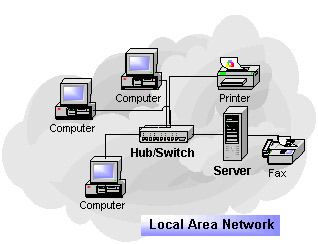 Computer
Printer
Computer
Hub/Switch
Server
Fax
Computer
Local Area Network